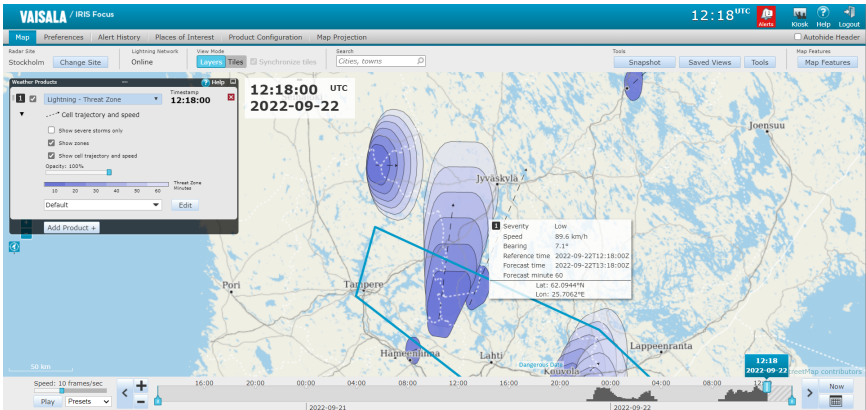 VAISALA / IRIS Focus
12:18 UTC
Alerts
Kiosk
Help
Logout
Map
Preferences
Alert History
Places of Interest
Product Configuration
Map Projection
Autohide Header
Radar Site
Lightning Network
View Mode
Search
Tools
Map Features
Stockholm
Change Site
Online
Layers
Tiles
Synchronize tiles
Cities, towns
Snapshot
Saved Views
Tools
Map Features
Weather Products
Help
1
Lightning - Threat Zone
Timestamp
12:18:00
Cell trajectory and speed
Show severe storms only
Show zones
Show cell trajectory and speed
Opacity: 100%
Threat Zone
Minutes
10 20 30 40 50 60
Default
Edit
Add Product +
12:18:00 UTC
2022-09-22
Joensuu
Jyväskylä
1 Severity Low
Speed 89.6 km/h
Bearing 7.1°
Reference time 2022-09-22T12:18:00Z
Forecast time 2022-09-22T13:18:00Z
Forecast minute 60
Lat: 62.0944°N
Lon: 25.7062°E
Pori
Tampere
Hämeenlinna
Lahti
Lappeenranta
Dangerous
Kouvola
50 km
12:18
2022-09-22
reetMap contributors
Speed: 10 frames/sec
Play
Presets
16:00 20:00 00:00 04:00 08:00 12:00 16:00 20:00 00:00 04:00 08:00
2022-09-21
2022-09-22
Now